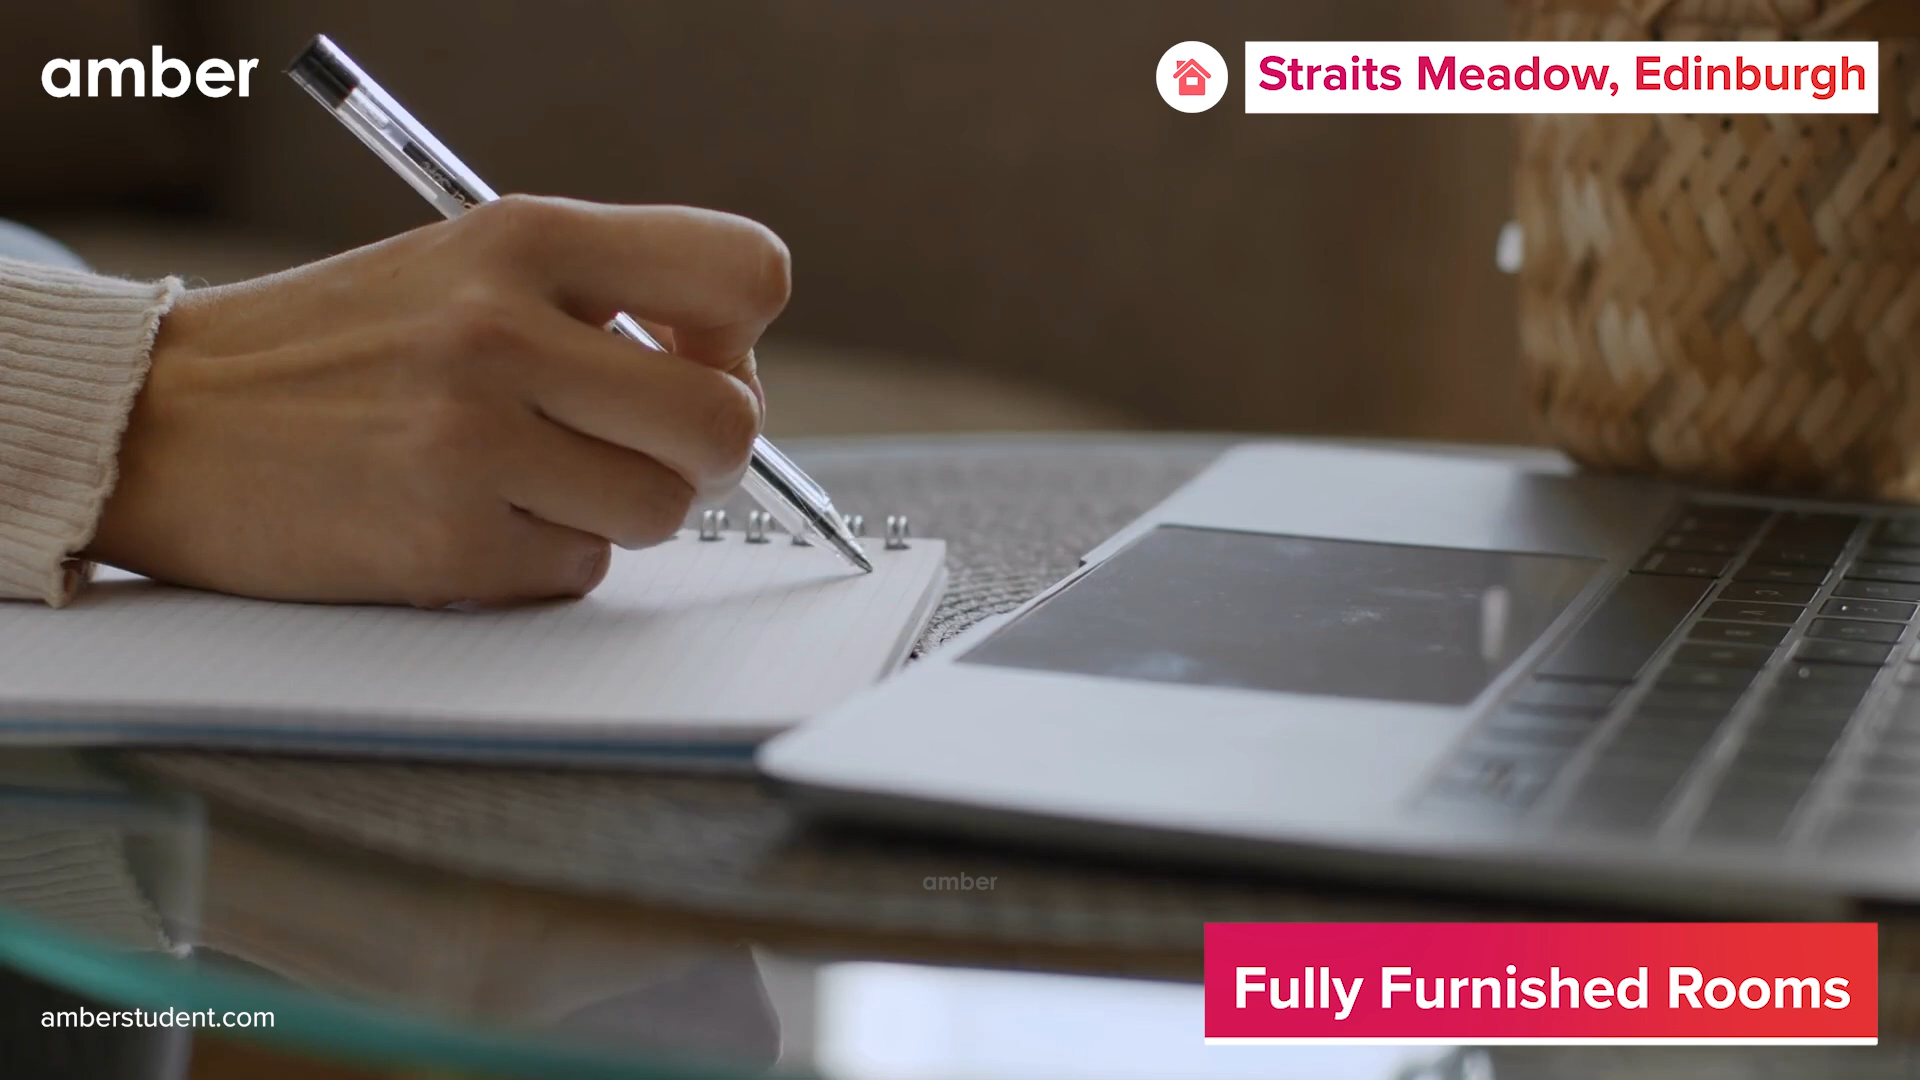 amber
Straits Meadow, Edinburgh
amber
Fully Furnished Rooms
amberstudent.com